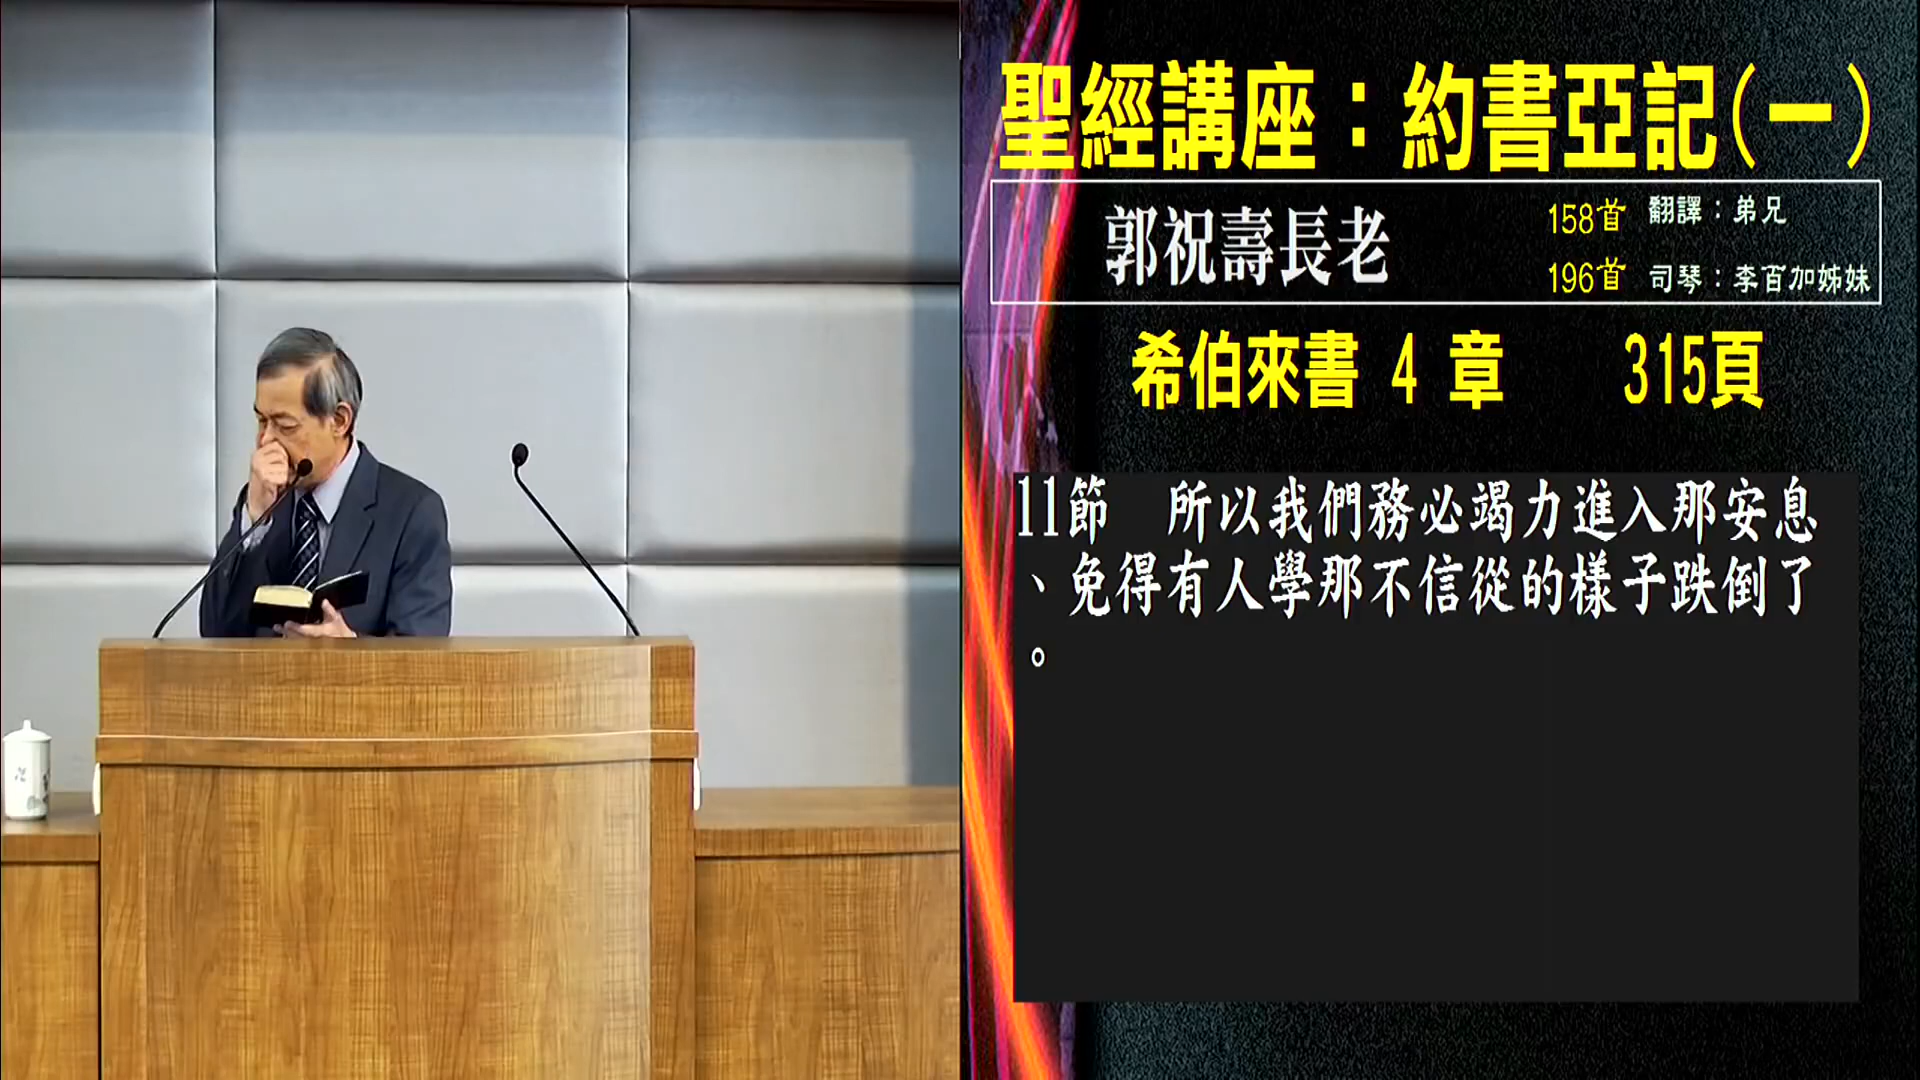 聖經講座：約書亞記(一)
郭祝壽長老
158首 翻譯：弟兄
196首 司琴：李百加姊妹
希伯來書 4 章 315頁
11節 所以我們務必竭力進入那安息
、免得有人學那不信從的樣子跌倒了
。